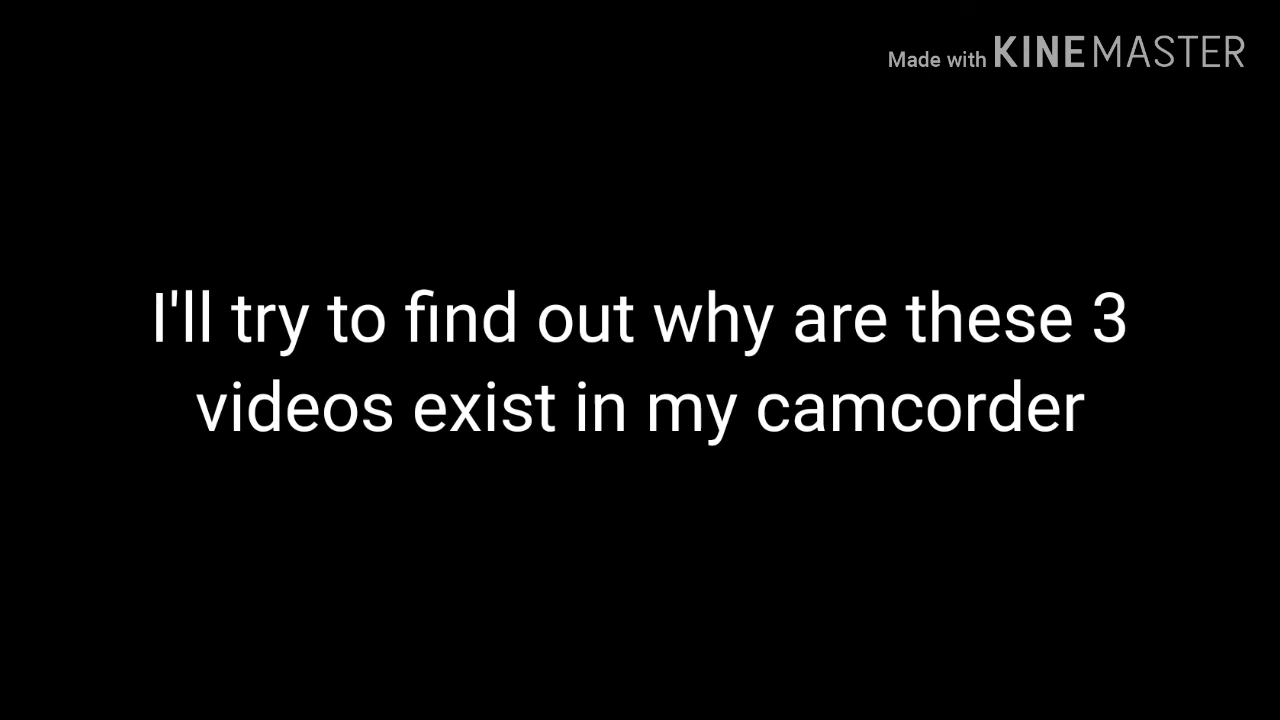 Made with KINEMASTER
I'll try to find out why are these 3
videos exist in my camcorder